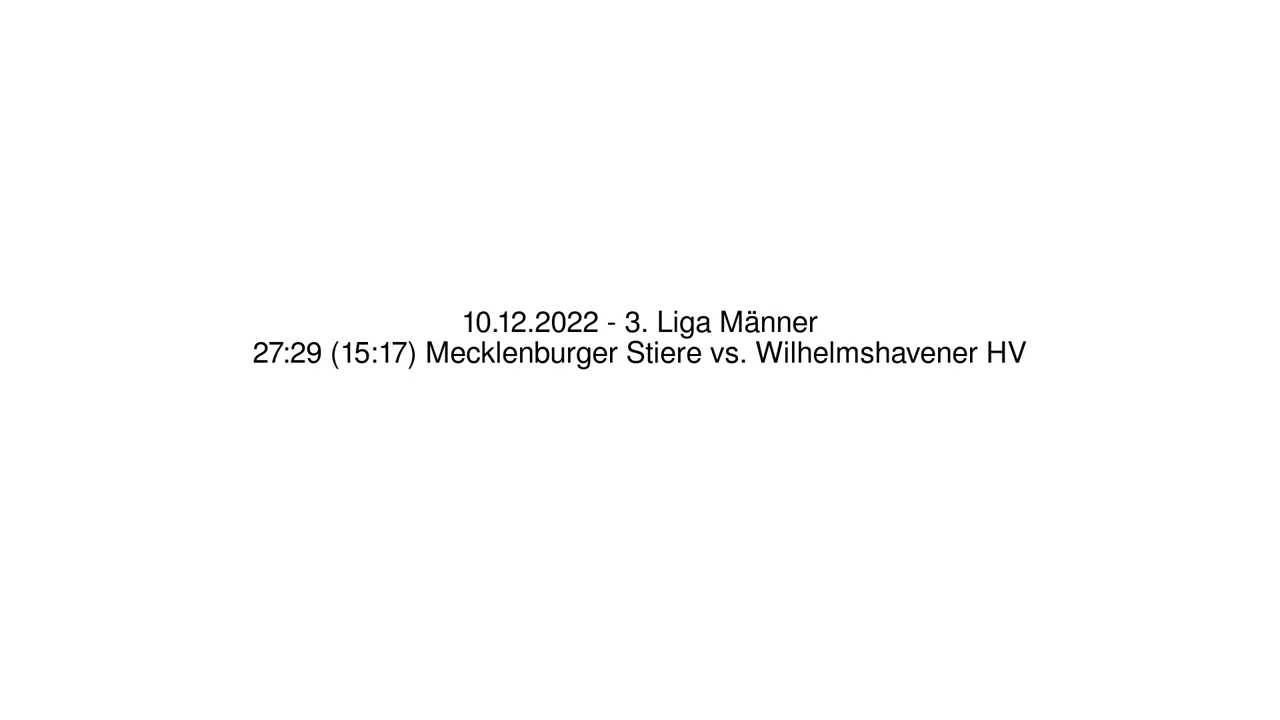 10.12.2022 - 3. Liga Männer
27:29 (15:17) Mecklenburger Stiere vs. Wilhelmshavener HV